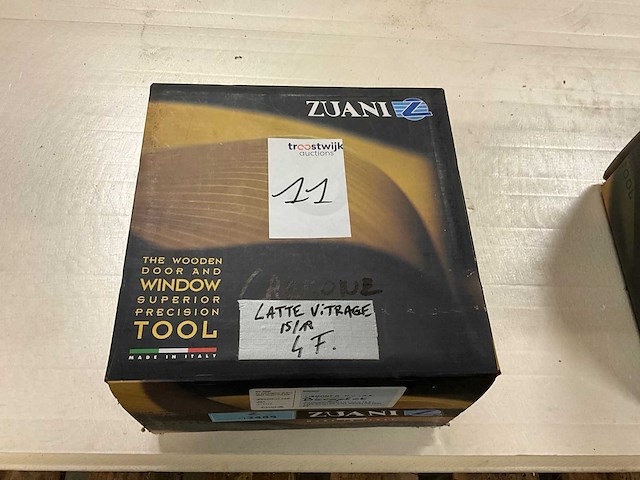 ZUANI
troostwijk
auctions
11
THE WOODEN
DOOR AND
WINDOW
SUPERIOR
PRECISION
TOOL
MADE IN ITALY
LATTE VITRAGE
15/18
4 F.
ZUANI